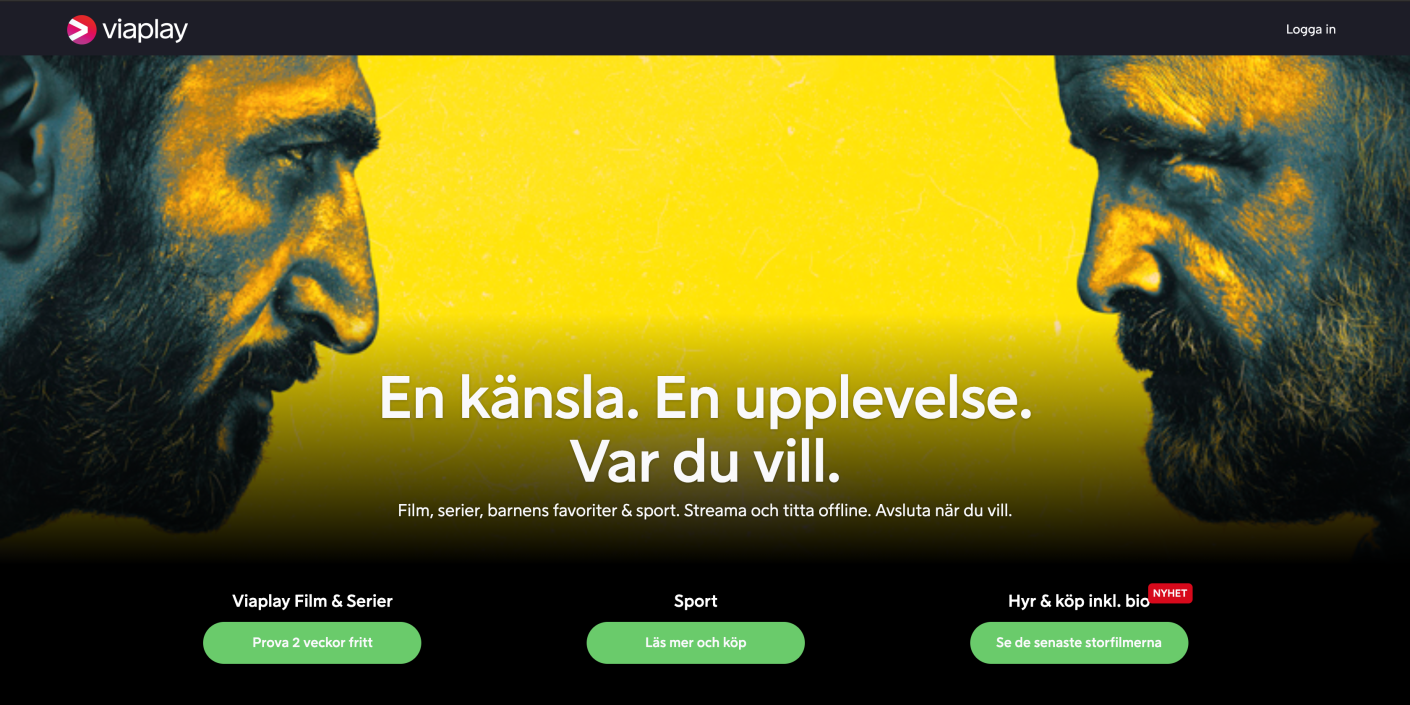 viaplay
Logga in
En känsla. En upplevelse.
Var du vill.
Film, serier, barnens favoriter & sport. Streama och titta offline. Avsluta när du vill.
Viaplay Film & Serier
Prova 2 veckor fritt
Sport
Läs mer och köp
Hyr & köp inkl. bio
NYHET
Se de senaste storfilmerna